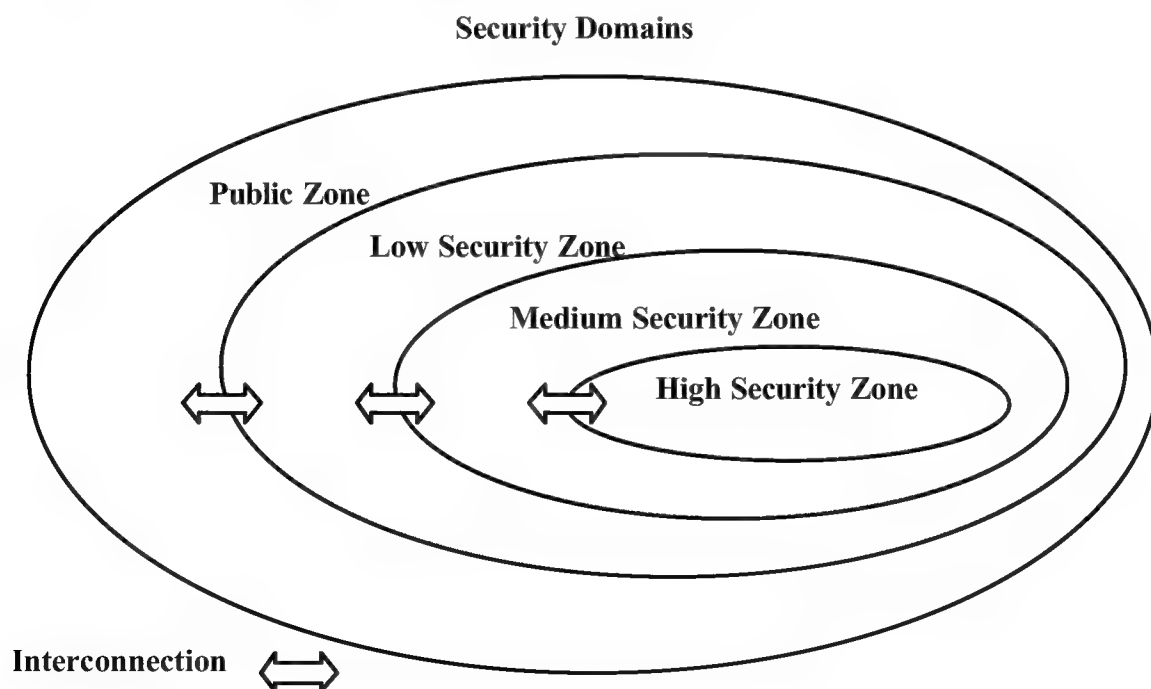 Security Domains
Public Zone
Low Security Zone
Medium Security Zone
High Security Zone
Interconnection